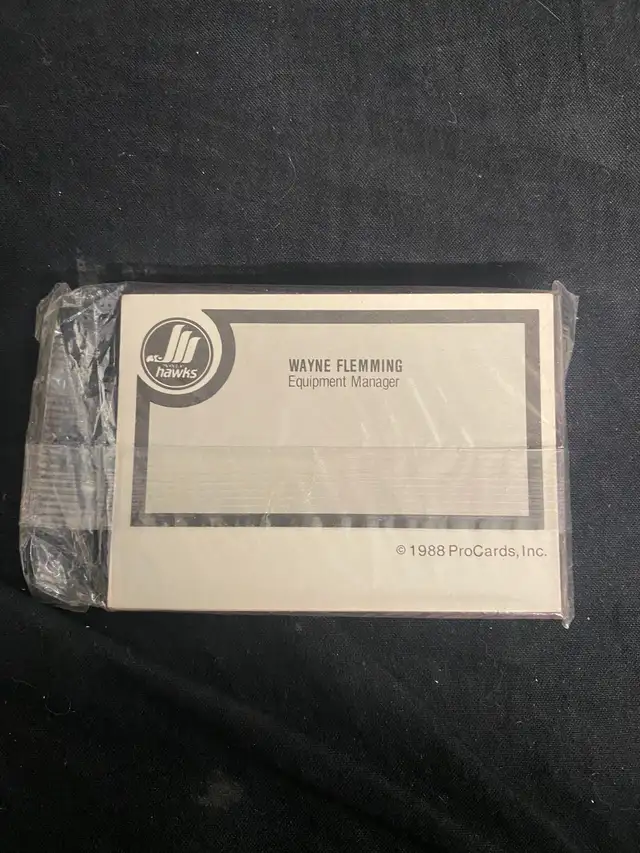 hawks
WAYNE FLEMMING
Equipment Manager
© 1988 ProCards, Inc.